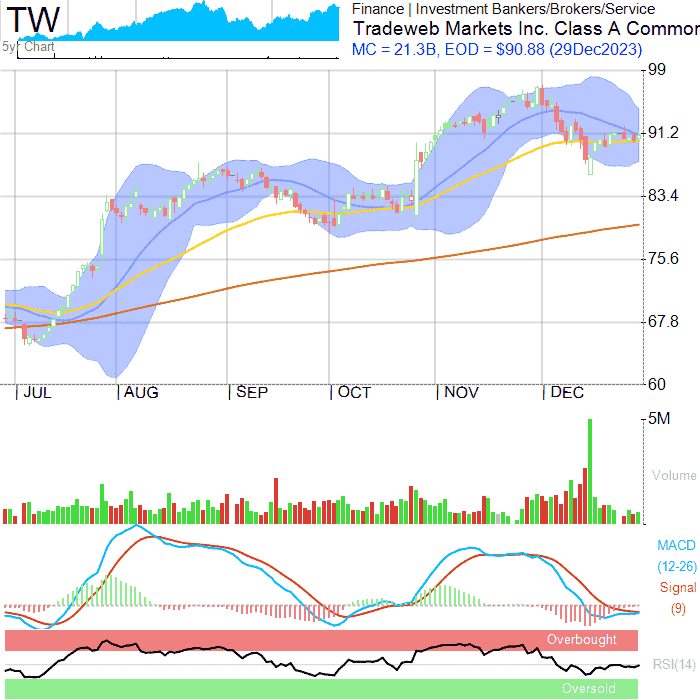 TW
Finance | Investment Bankers/Brokers/Service
Tradeweb Markets Inc. Class A Common
MC = 21.3B, EOD = $90.88 (29Dec2023)
5yr Chart
99
91.2
83.4
75.6
67.8
60
JUL AUG SEP OCT NOV DEC
5M
Volume
MACD
(12-26)
Signal
(9)
Overbought
RSI(14)
Oversold